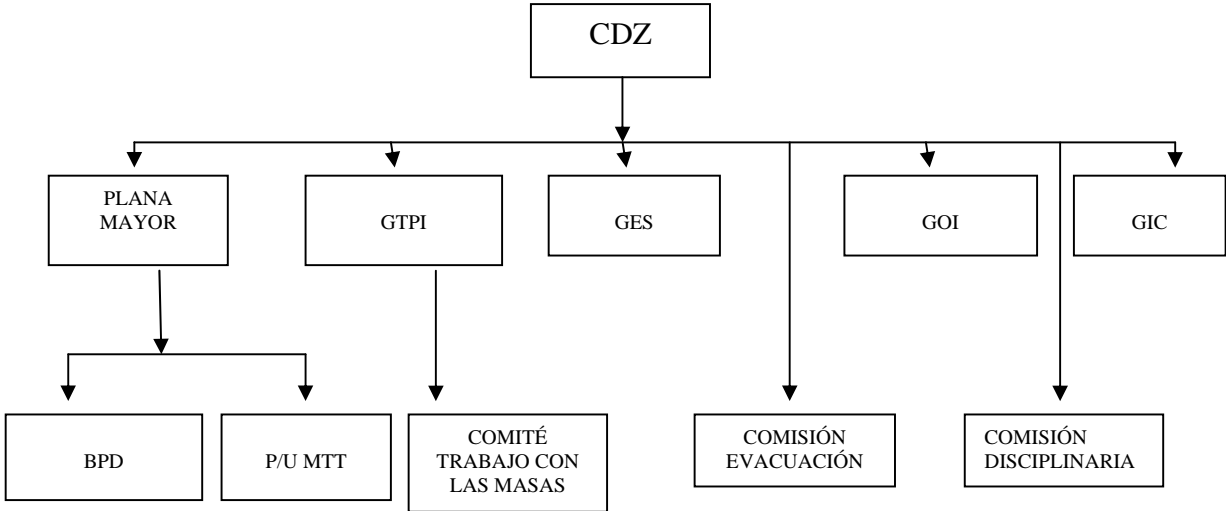 CDZ
PLANA
MAYOR
GTPI
GES
GOI
GIC
BPD
P/U MTT
COMITÉ
TRABAJO CON
LAS MASAS
COMISIÓN
EVACUACIÓN
COMISIÓN
DISCIPLINARIA